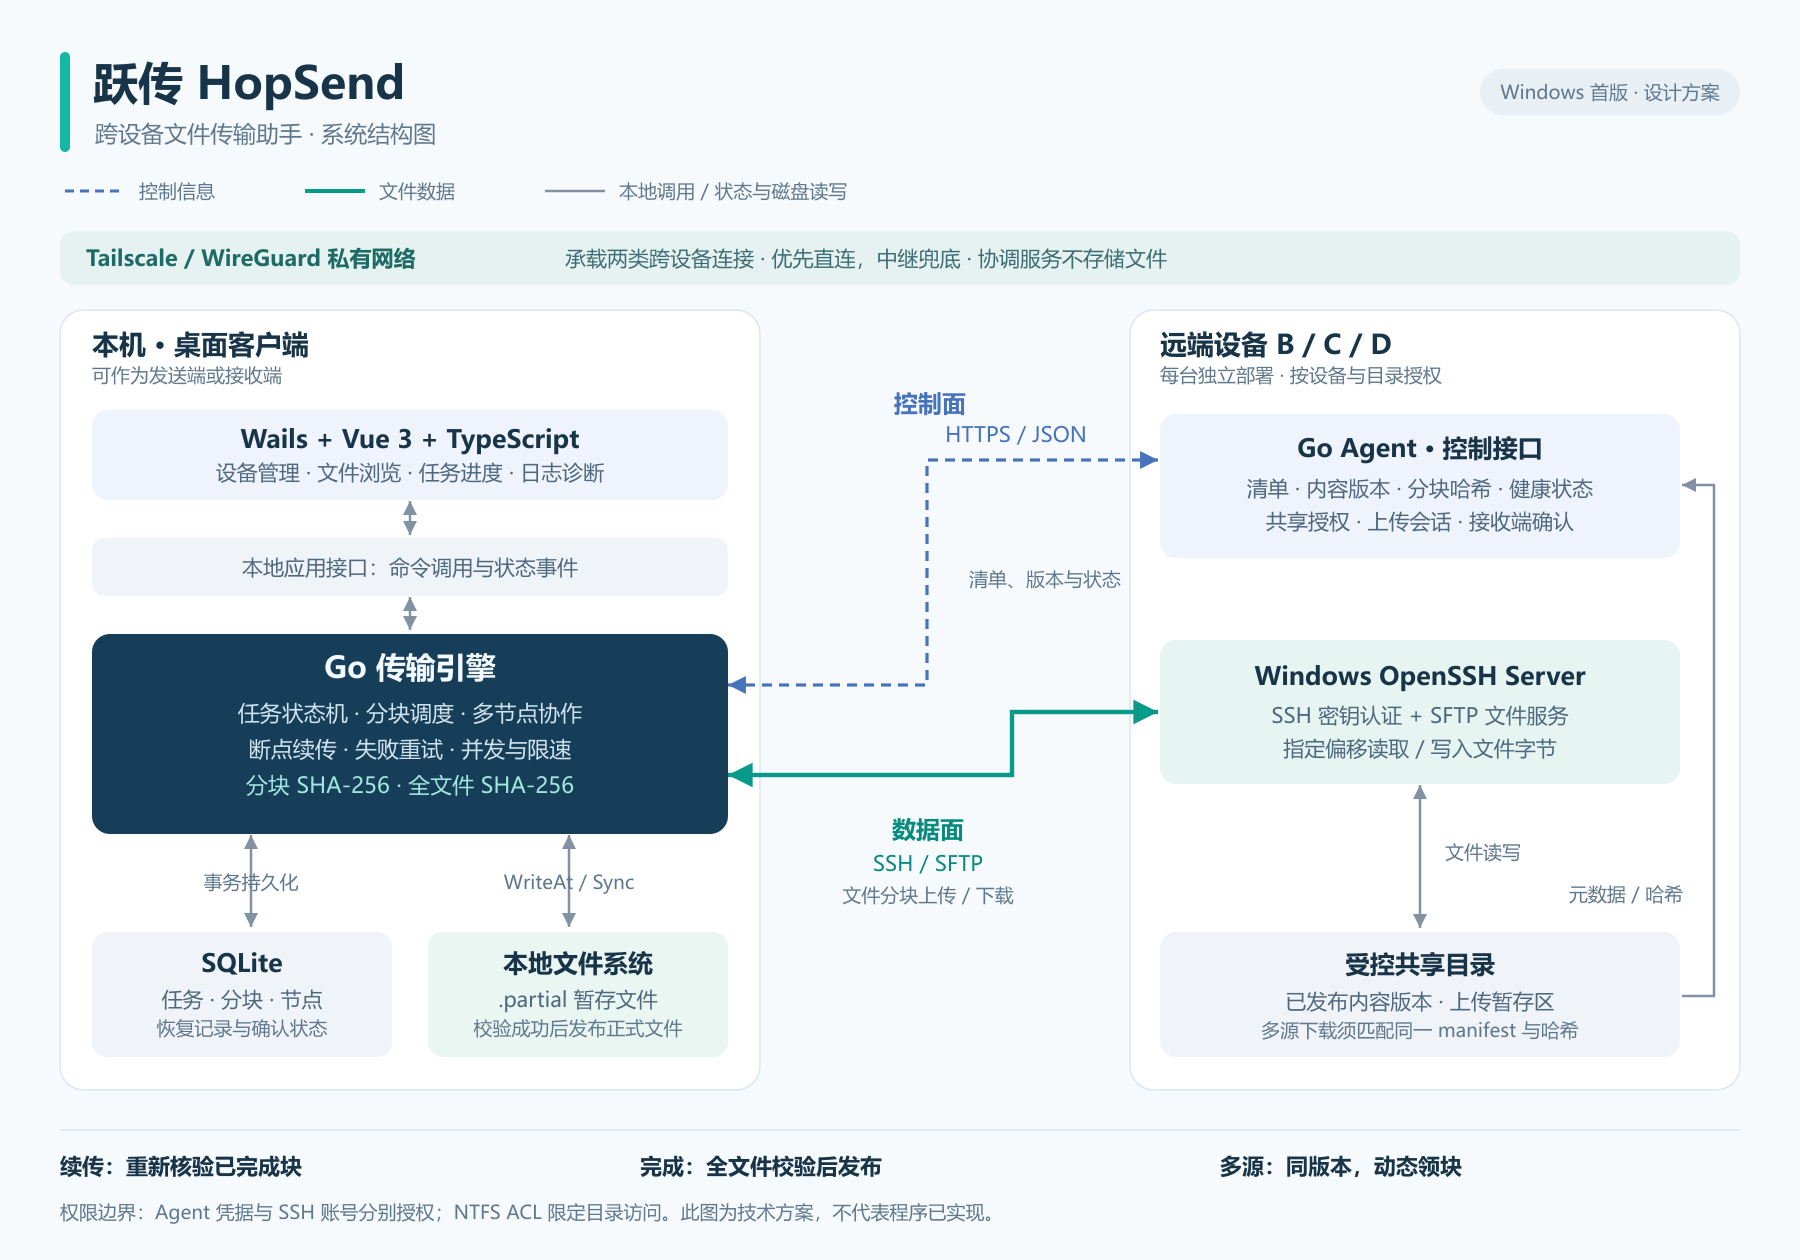 跃传 HopSend
跨设备文件传输助手 · 系统结构图
Windows 首版 · 设计方案
控制信息
文件数据
本地调用 / 状态与磁盘读写
Tailscale / WireGuard 私有网络
承载两类跨设备连接 · 优先直连，中继兜底 · 协调服务不存储文件
本机 · 桌面客户端
可作为发送端或接收端
Wails + Vue 3 + TypeScript
设备管理 · 文件浏览 · 任务进度 · 日志诊断
本地应用接口：命令调用与状态事件
Go 传输引擎
任务状态机 · 分块调度 · 多节点协作
断点续传 · 失败重试 · 并发与限速
分块 SHA-256 · 全文件 SHA-256
事务持久化
WriteAt / Sync
SQLite
任务 · 分块 · 节点
恢复记录与确认状态
本地文件系统
.partial 暂存文件
校验成功后发布正式文件
控制面
HTTPS / JSON
清单、版本与状态
数据面
SSH / SFTP
文件分块上传 / 下载
远端设备 B / C / D
每台独立部署 · 按设备与目录授权
Go Agent • 控制接口
清单 · 内容版本 · 分块哈希 · 健康状态
共享授权 · 上传会话 · 接收端确认
Windows OpenSSH Server
SSH 密钥认证 + SFTP 文件服务
指定偏移读取 / 写入文件字节
文件读写
元数据 / 哈希
受控共享目录
已发布内容版本 · 上传暂存区
多源下载须匹配同一 manifest 与哈希
续传：重新核验已完成块
完成：全文件校验后发布
多源：同版本，动态领块
权限边界：Agent 凭据与 SSH 账号分别授权；NTFS ACL 限定目录访问。此图为技术方案，不代表程序已实现。